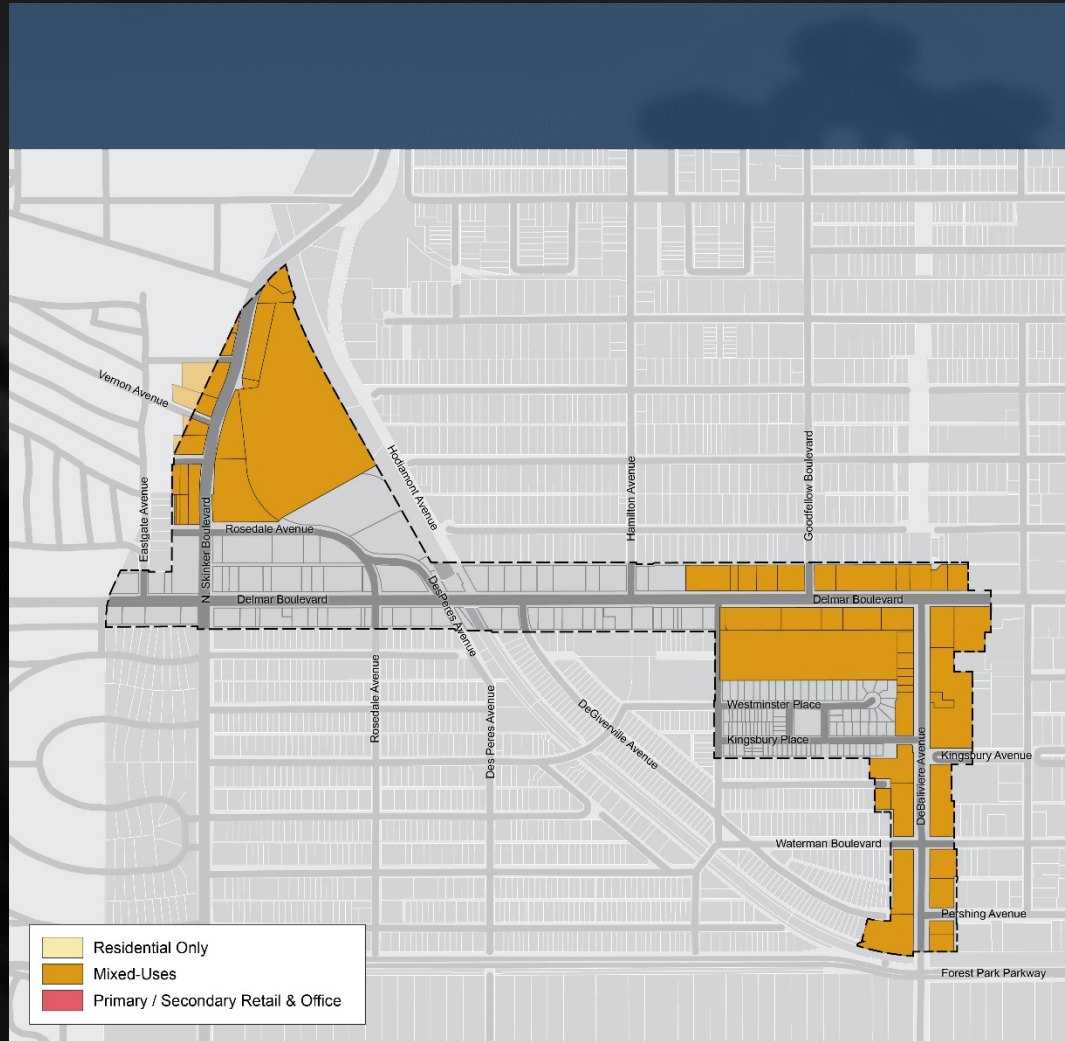 Vernon Avenue
Eastgate Avenue
N. Skinker Boulevard
Rosedale Avenue
Hodiamont Avenue
Hamilton Avenue
Goodfellow Boulevard
Delmar Boulevard
DesPeres Avenue
Delmar Boulevard
Rosedale Avenue
Des Peres Avenue
DeGiverville Avenue
Westminster Place
Kingsbury Place
DeBaliviere Avenue
Kingsbury Avenue
Waterman Boulevard
Pershing Avenue
Forest Park Parkway
Residential Only
Mixed-Uses
Primary / Secondary Retail & Office